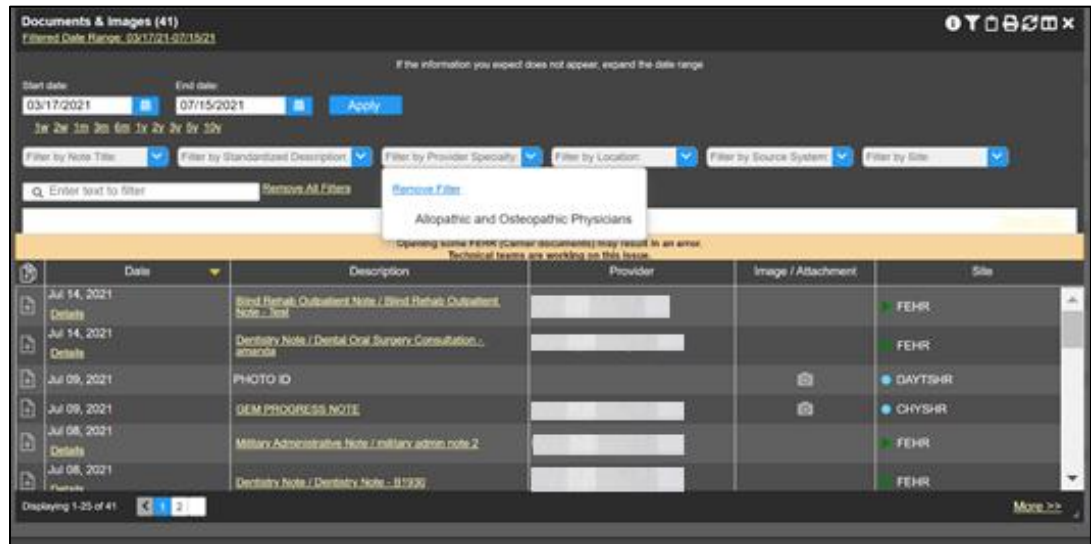 Documents & Images (41)
Filtered Date Range: 03/17/21-07/15/21
If the information you expect does not appear, expand the date range
Start date: End date:
03/17/2021 07/15/2021 Apply
1w 2w 1m 3m 6m 1y 2y 3y 5y 10y
Filter by Note Title: Filter by Standardized Description: Filter by Provider Specialty: Filter by Location: Filter by Source System: Filter by Site:
Enter text to filter Remove All Filters Remove Filter
Allopathic and Osteopathic Physicians
Opening some FEHR (Cerner documents) may result in an error.
Technical teams are working on this issue.
Date Description Provider Image / Attachment Site
Jul 14, 2021
Details
Blind Rehab Outpatient Note / Blind Rehab Outpatient
Note - Test
FEHR
Jul 14, 2021
Details
Dentistry Note / Dental Oral Surgery Consultation -
amanda
FEHR
Jul 09, 2021 PHOTO ID DAYTSHR
Jul 09, 2021 GEM PROGRESS NOTE CHYSHR
Jul 08, 2021
Details
Military Administrative Note / military admin note 2
FEHR
Jul 08, 2021
Details
Dentistry Note / Dentistry Note - B1930
FEHR
Displaying 1-25 of 41 1 2 More >>